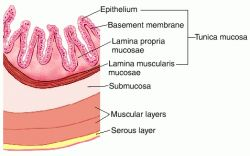 Epithelium
Basement membrane
Lamina propria
mucosae
Tunica mucosa
Lamina muscularis
mucosae
Submucosa
Muscular layers
Serous layer